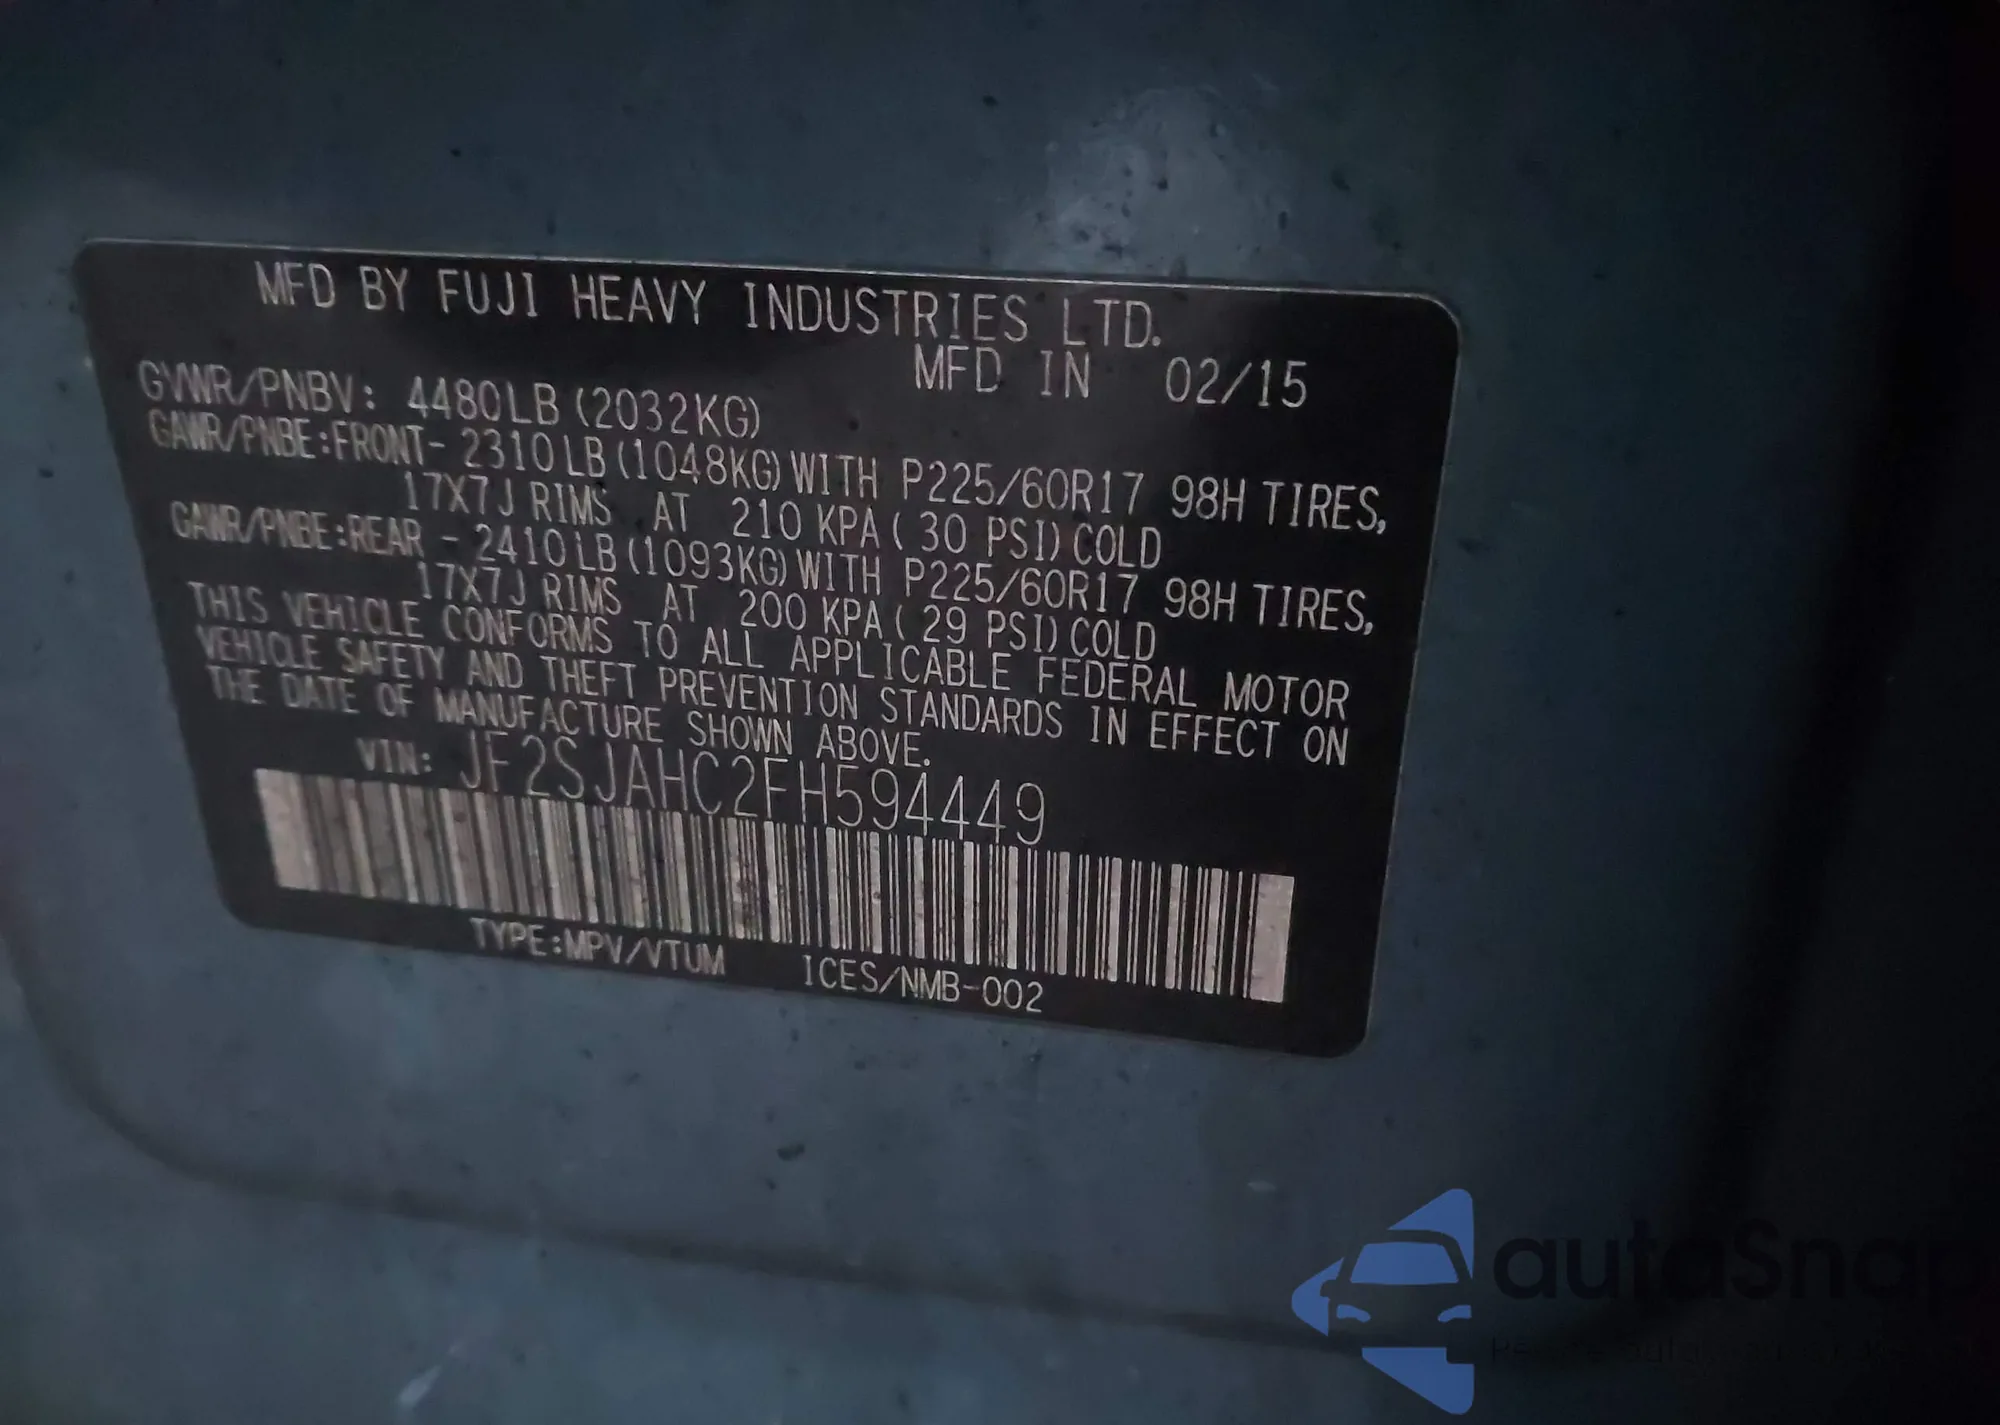 MFD BY FUJI HEAVY INDUSTRIES LTD.
MFD IN 02/15
GVWR/PNBV: 4480LB (2032KG)
GAWR/PNBE:FRONT- 2310LB (1048KG) WITH P225/60R17 98H TIRES,
17X7J RIMS AT 210 KPA ( 30 PSI) COLD
GAWR/PNBE:REAR - 2410LB (1093KG) WITH P225/60R17 98H TIRES,
17X7J RIMS AT 200 KPA ( 29 PSI) COLD
THIS VEHICLE CONFORMS TO ALL APPLICABLE FEDERAL MOTOR
VEHICLE SAFETY AND THEFT PREVENTION STANDARDS IN EFFECT ON
THE DATE OF MANUFACTURE SHOWN ABOVE.
VIN: JF2SJAHC2FH594449
TYPE:MPV/VTUM ICES/NMB-002
autaSnap